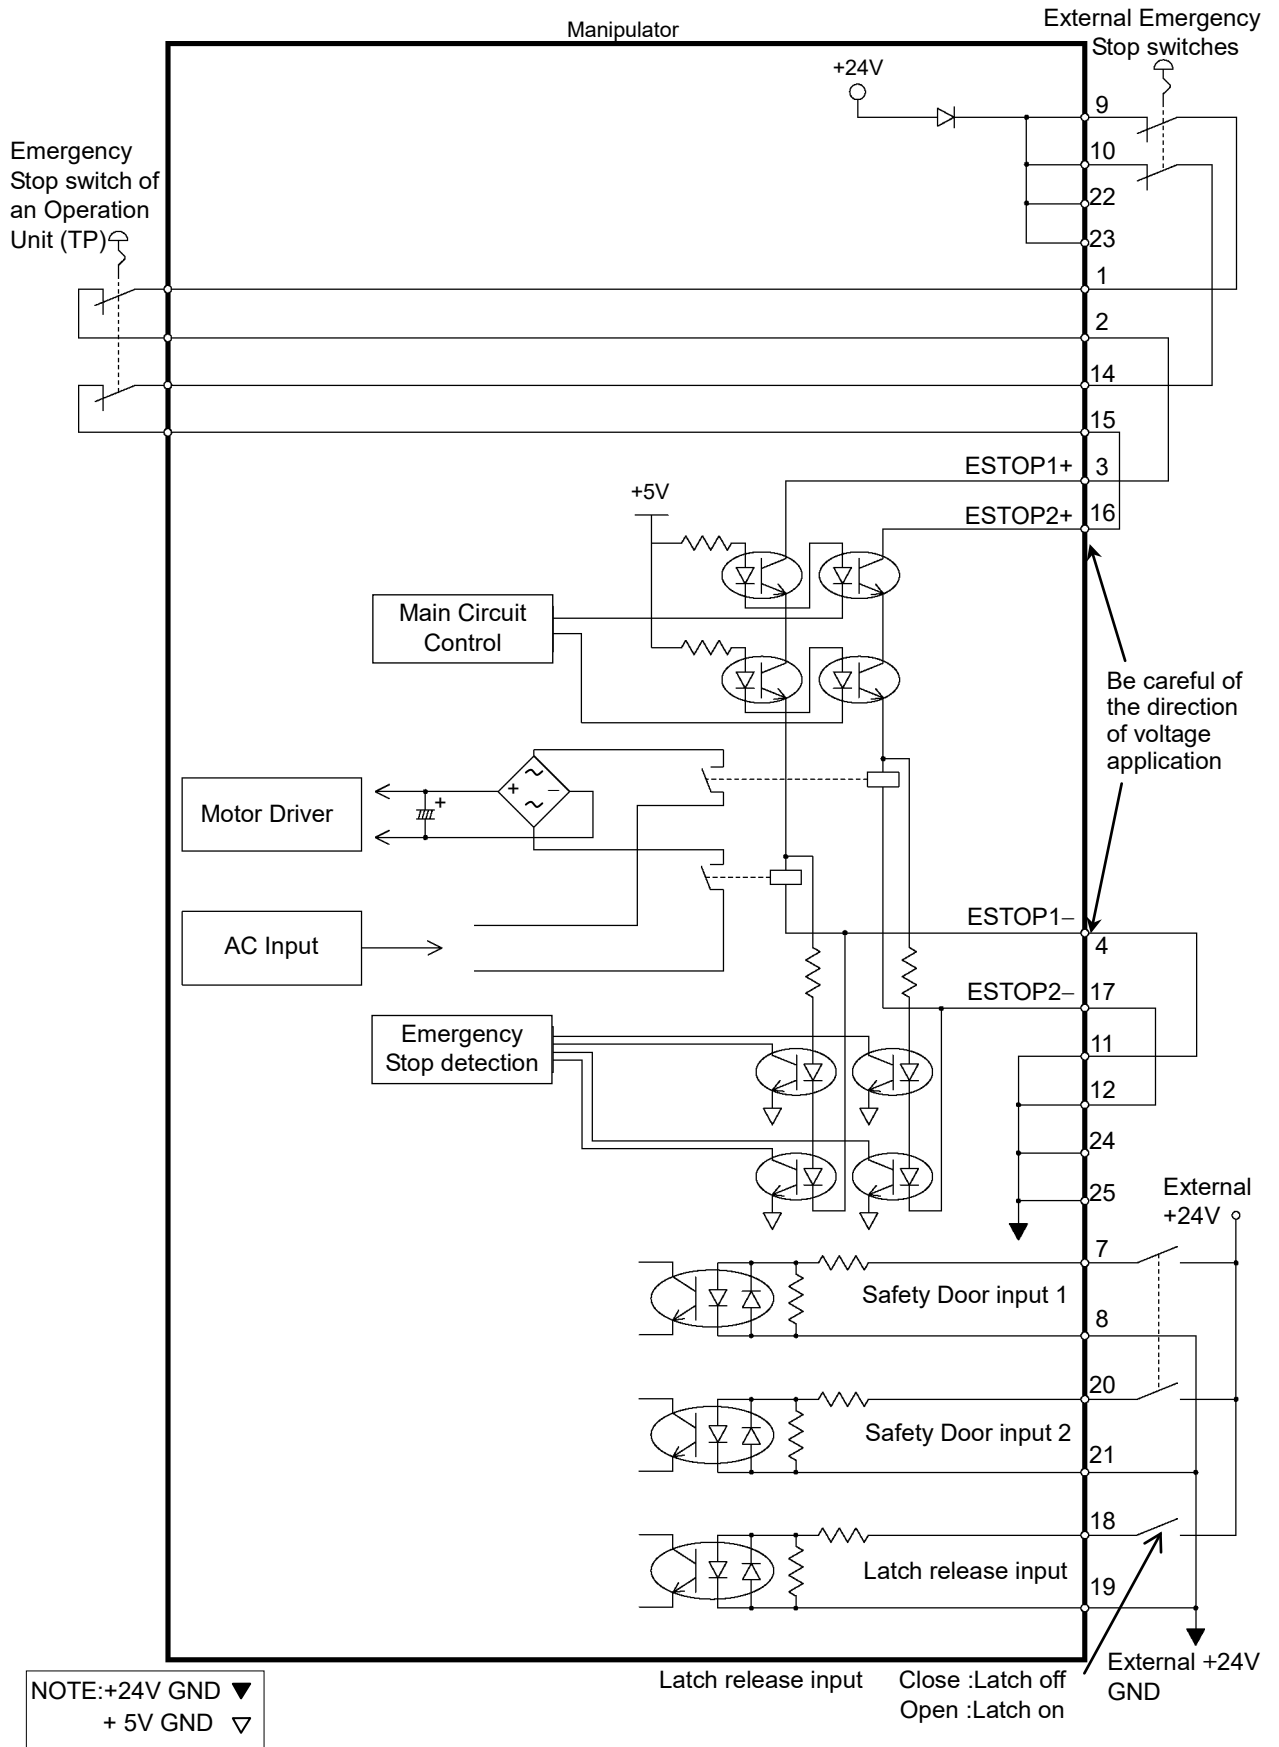 Manipulator
External Emergency
Stop switches
+24V
9
10
22
23
Emergency
Stop switch of
an Operation
Unit (TP)
1
2
14
15
ESTOP1+
3
ESTOP2+
16
+5V
Main Circuit
Control
Be careful of
the direction
of voltage
application
Motor Driver
+
−
+
AC Input
ESTOP1−
4
ESTOP2−
17
Emergency
Stop detection
11
12
24
25
External
+24V
7
Safety Door input 1
8
20
Safety Door input 2
21
18
Latch release input
19
External +24V
GND
Latch release input Close :Latch off
Open :Latch on
NOTE:+24V GND ▼
+ 5V GND ▽